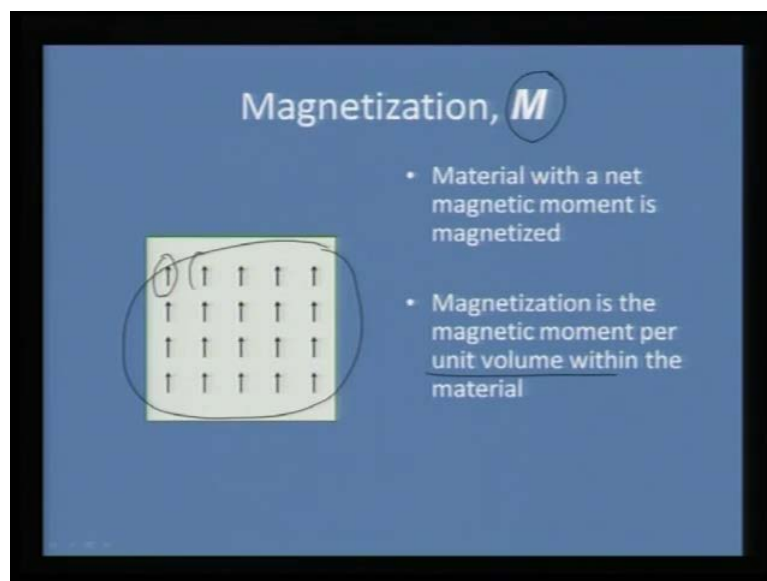 Magnetization, M
• Material with a net
magnetic moment is
magnetized
• Magnetization is the
magnetic moment per
unit volume within the
material